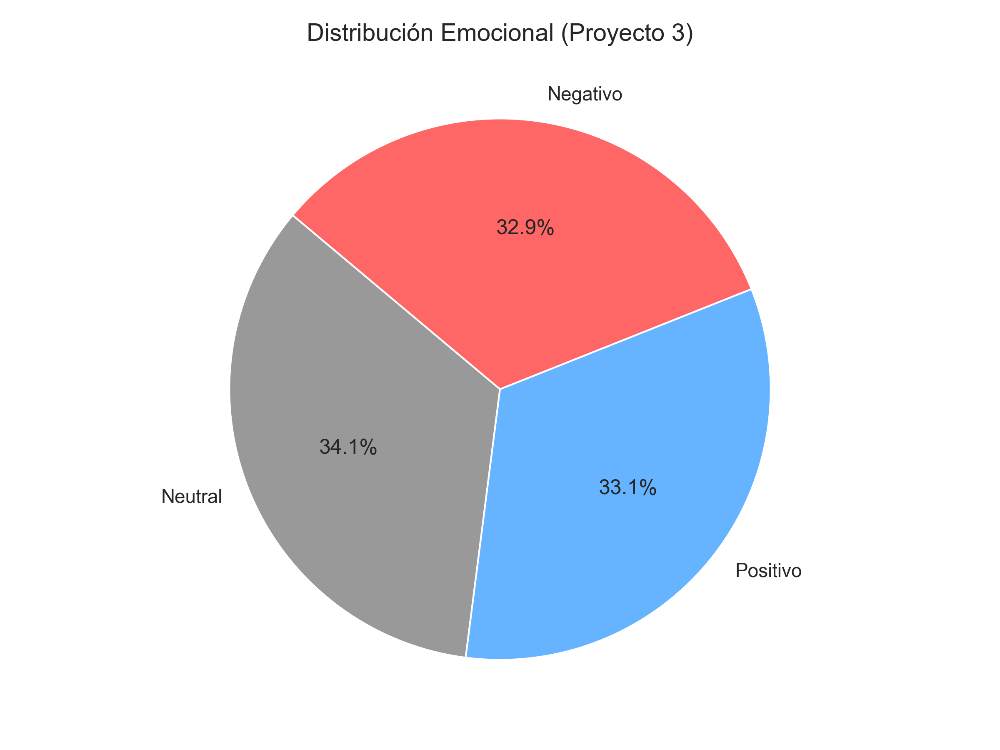 Distribución Emocional (Proyecto 3)
Negativo
32.9%
34.1%
33.1%
Neutral
Positivo